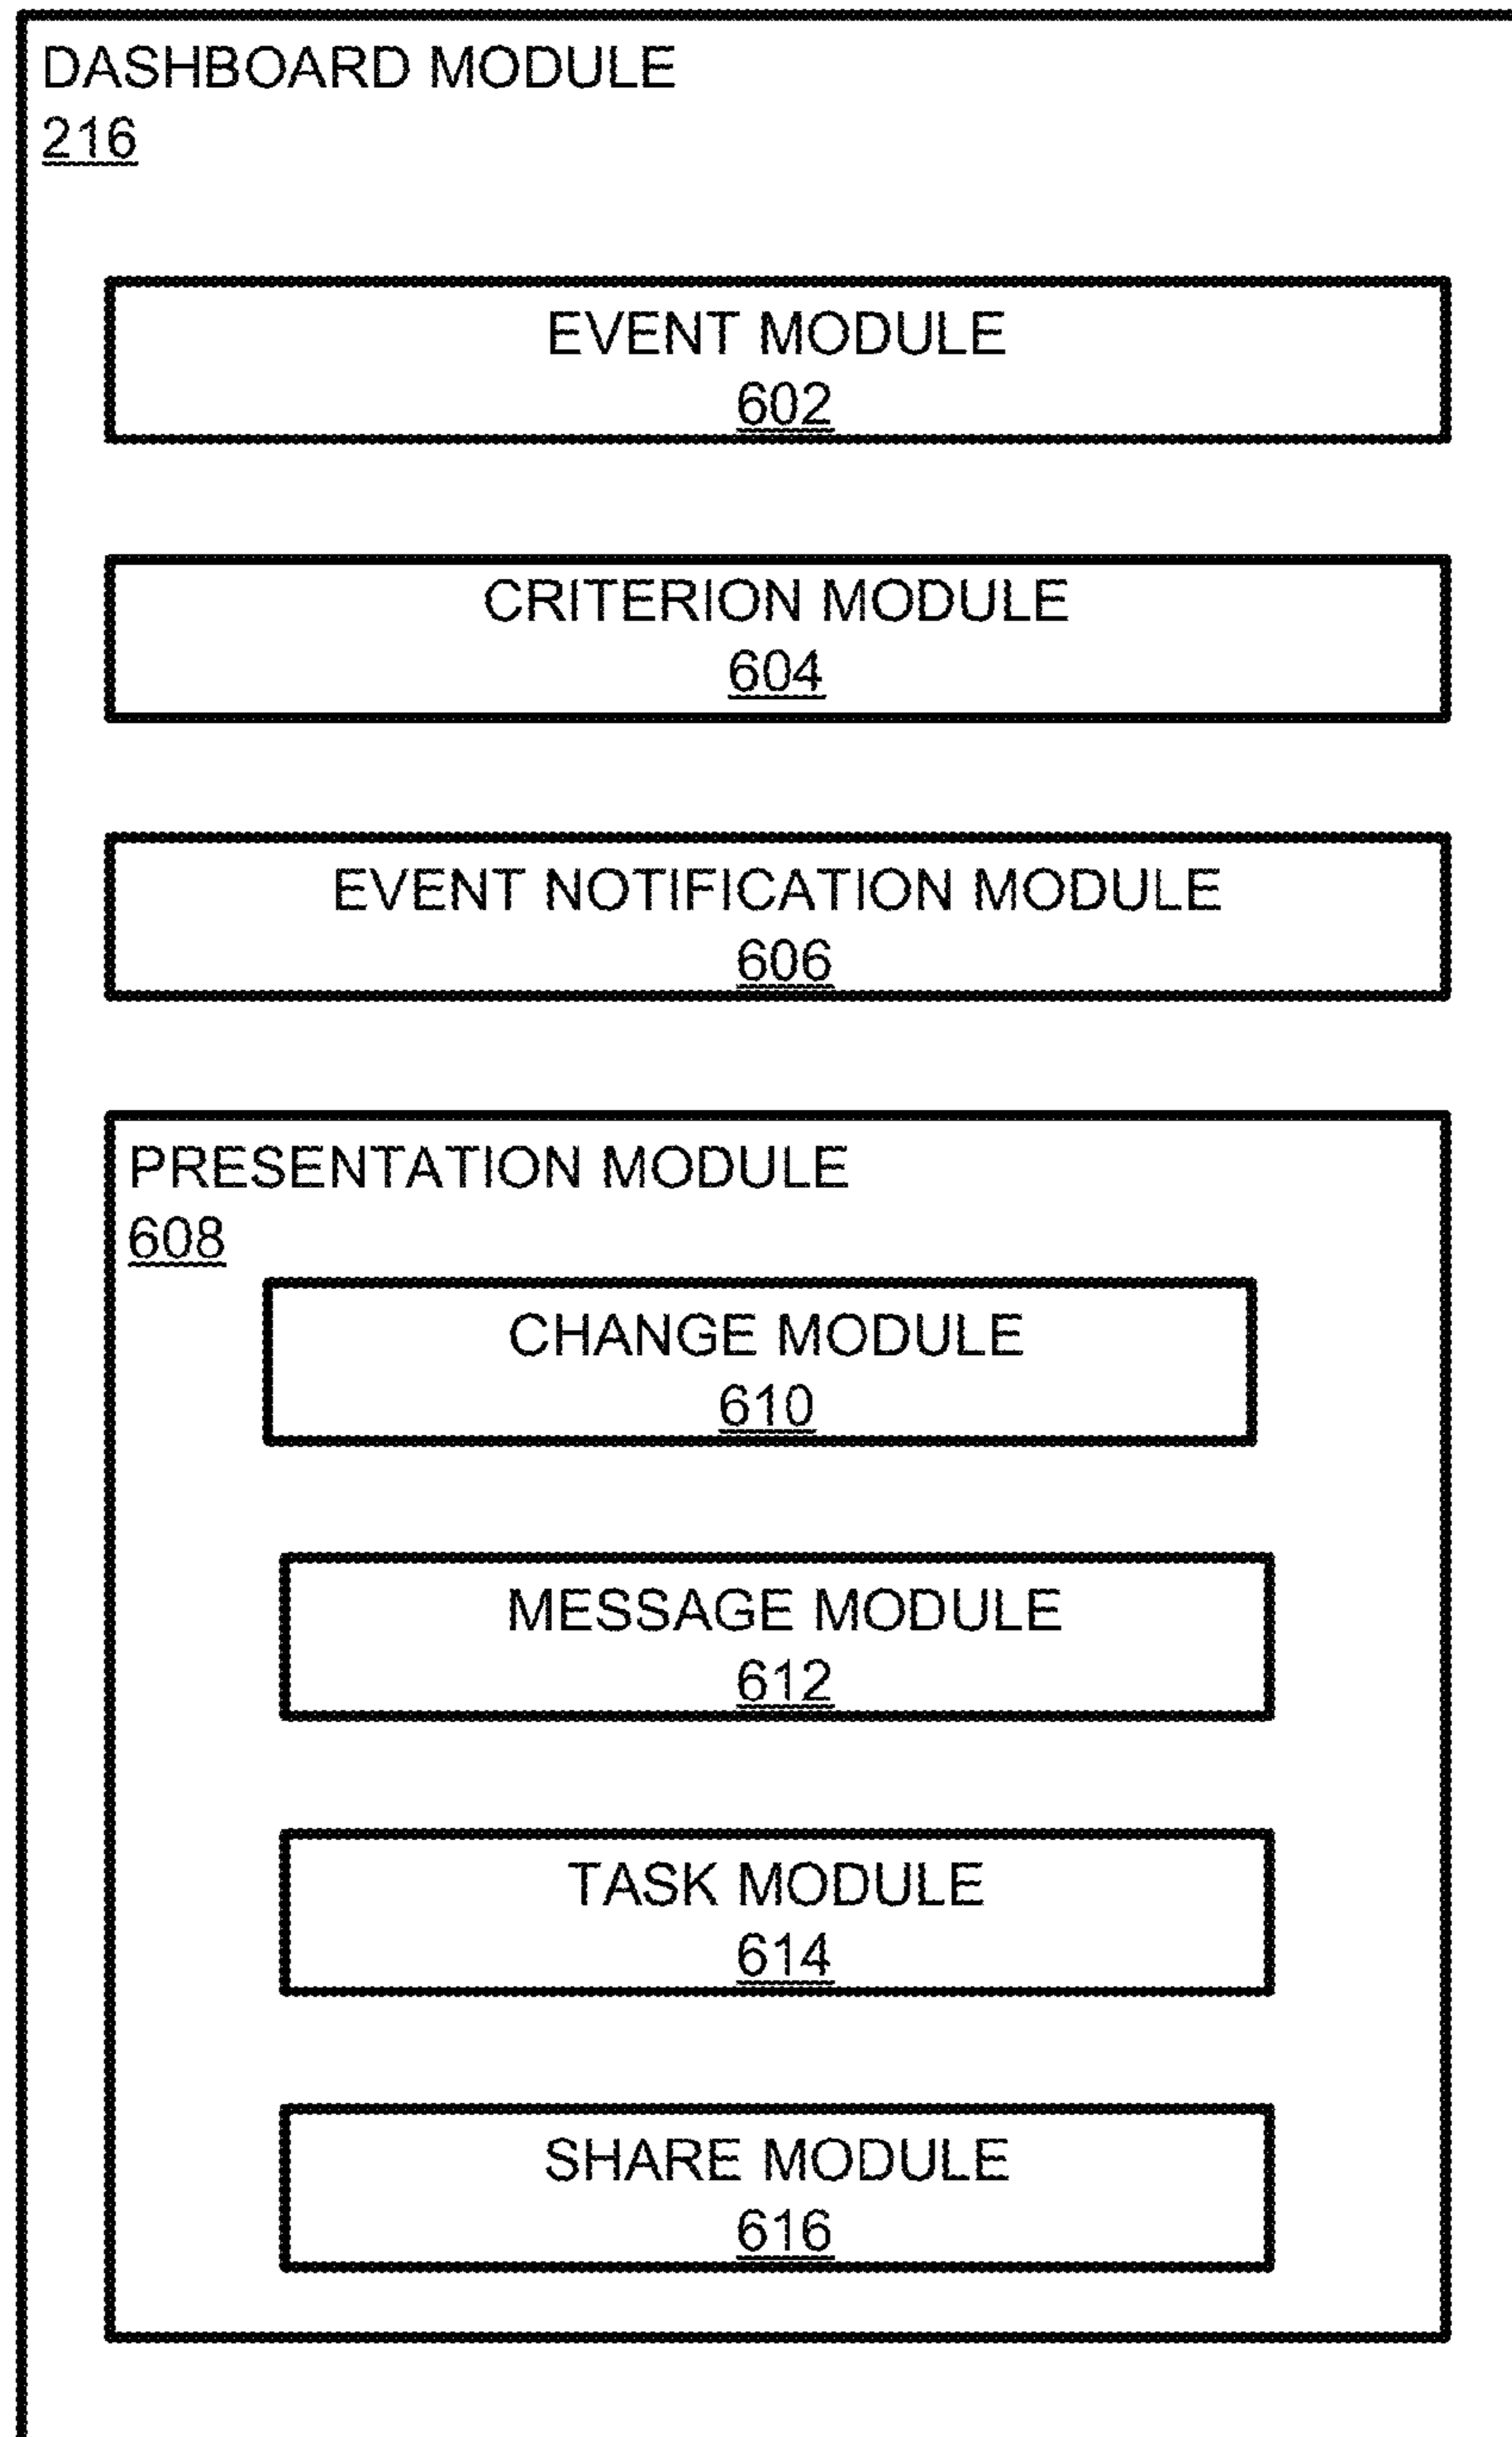 DASHBOARD MODULE
216
EVENT MODULE
602
CRITERION MODULE
604
EVENT NOTIFICATION MODULE
606
PRESENTATION MODULE
608
CHANGE MODULE
610
MESSAGE MODULE
612
TASK MODULE
614
SHARE MODULE
616